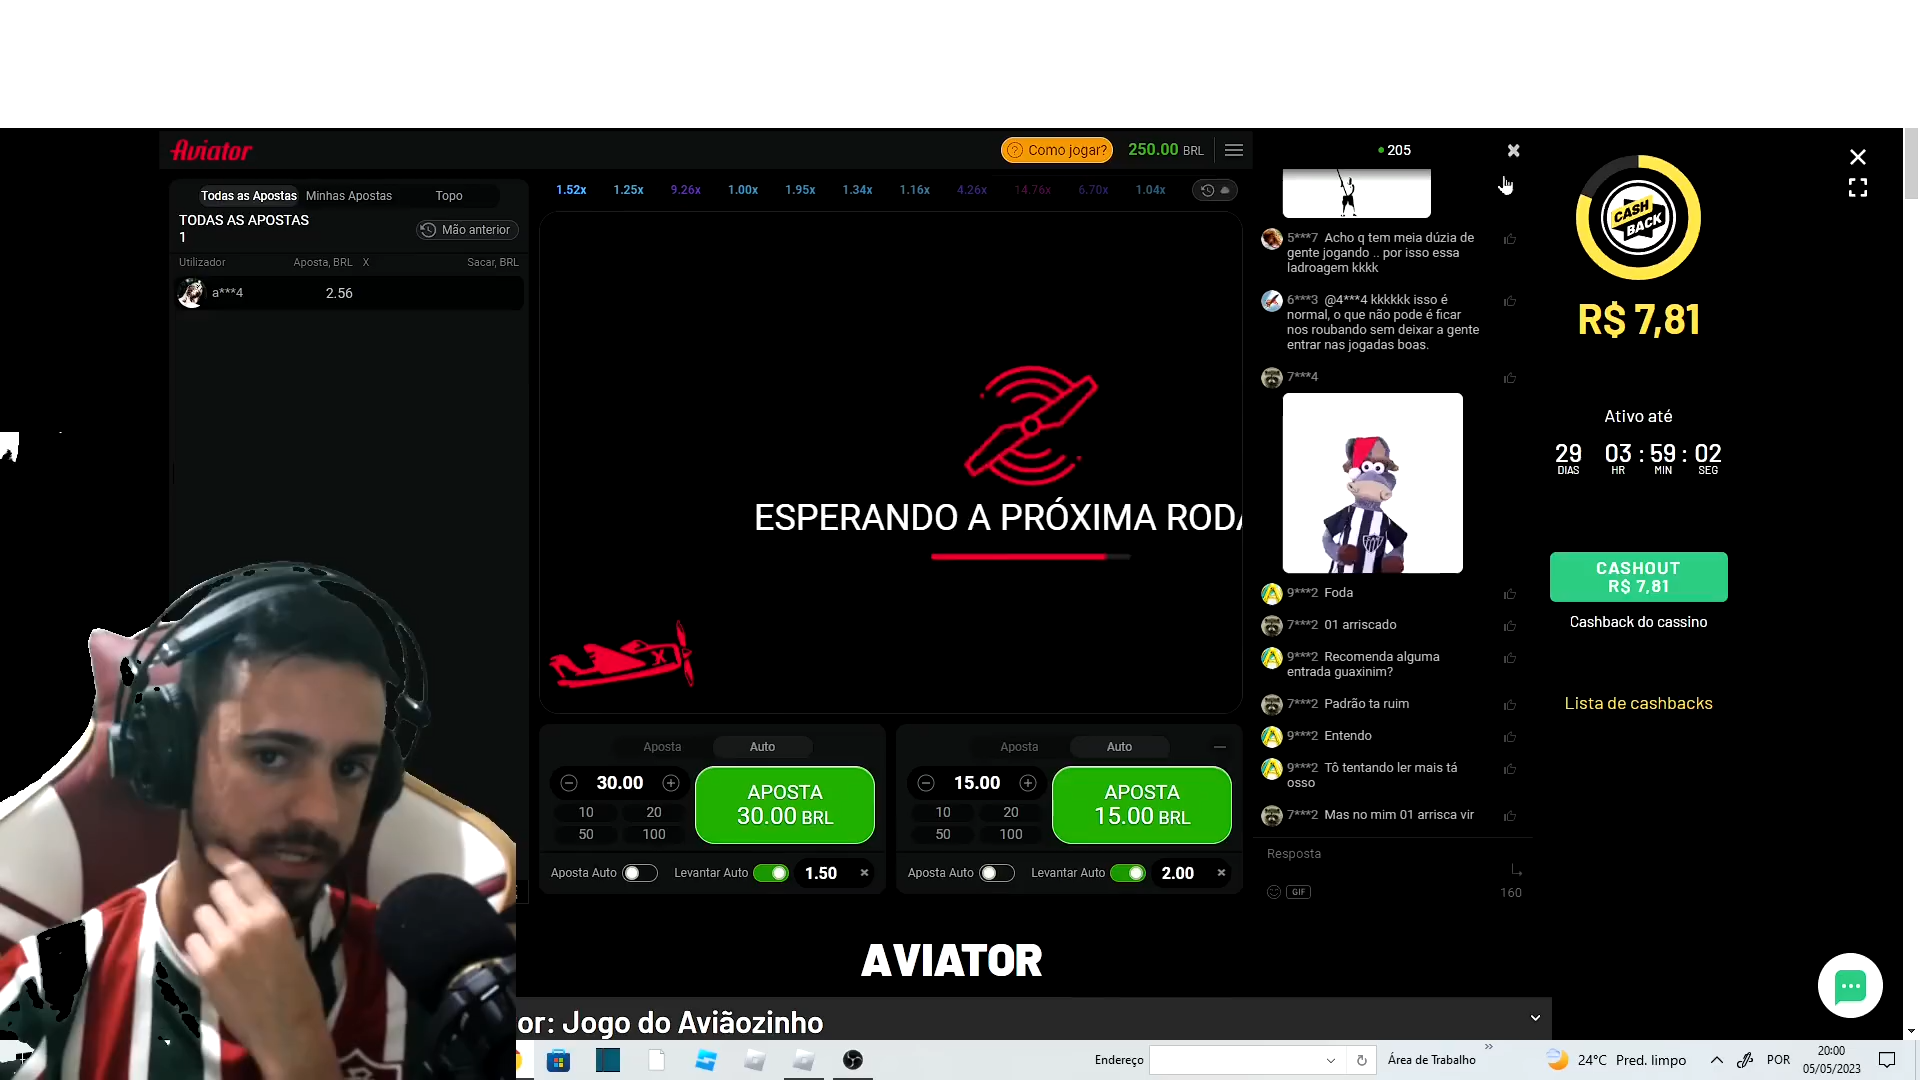 Aviator
? Como jogar?
250.00 BRL
205
1.52x 1.25x 9.26x 1.00x 1.95x 1.34x 1.16x 4.26x 14.76x 6.70x 1.04x
Todas as Apostas Minhas Apostas Topo
TODAS AS APOSTAS
1
Mão anterior
Utilizador Aposta, BRL X Sacar, BRL
a***4 2.56
ESPERANDO A PRÓXIMA RODA
Aposta Auto
30.00
10 20
50 100
APOSTA
30.00 BRL
Aposta Auto Levantar Auto 1.50
Aposta Auto
15.00
10 20
50 100
APOSTA
15.00 BRL
Aposta Auto Levantar Auto 2.00
5***7 Acho q tem meia dúzia de
gente jogando .. por isso essa
ladroagem kkkk
6***3 @4***4 kkkkkk isso é
normal, o que não pode é ficar
nos roubando sem deixar a gente
entrar nas jogadas boas.
7***4
9***2 Foda
7***2 01 arriscado
9***2 Recomenda alguma
entrada guaxinim?
7***2 Padrão ta ruim
9***2 Entendo
9***2 Tô tentando ler mais tá
osso
7***2 Mas no mim 01 arrisca vir
Resposta
GIF
160
CASH
BACK
R$ 7,81
Ativo até
29 03 : 59 : 02
DIAS HR MIN SEG
CASHOUT
R$ 7,81
Cashback do cassino
Lista de cashbacks
AVIATOR
or: Jogo do Aviãozinho
Endereço
Área de Trabalho
24°C Pred. limpo
POR
20:00
05/05/2023